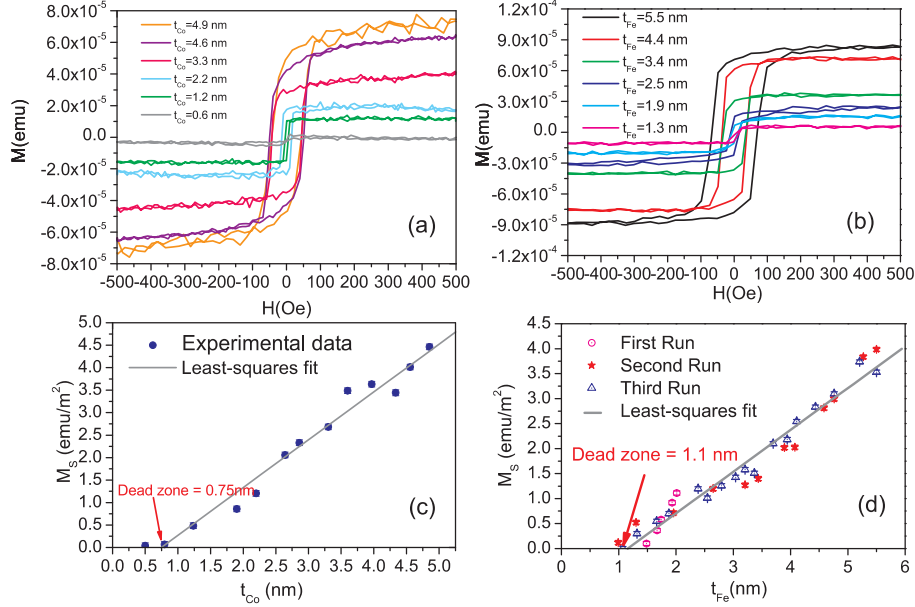 8.0x10⁻⁵
6.0x10⁻⁵
4.0x10⁻⁵
2.0x10⁻⁵
0.0
-2.0x10⁻⁵
-4.0x10⁻⁵
-6.0x10⁻⁵
-8.0x10⁻⁵
M(emu)
(a)
t_Co=4.9 nm
t_Co=4.6 nm
t_Co=3.3 nm
t_Co=2.2 nm
t_Co=1.2 nm
t_Co=0.6 nm
-500 -400 -300 -200 -100 0 100 200 300 400 500
H(Oe)
1.2x10⁻⁴
9.0x10⁻⁵
6.0x10⁻⁵
3.0x10⁻⁵
0.0
-3.0x10⁻⁵
-6.0x10⁻⁵
-9.0x10⁻⁵
-1.2x10⁻⁴
M(emu)
(b)
t_Fe=5.5 nm
t_Fe=4.4 nm
t_Fe=3.4 nm
t_Fe=2.5 nm
t_Fe=1.9 nm
t_Fe=1.3 nm
-500 -400 -300 -200 -100 0 100 200 300 400 500
H(Oe)
5.0
4.5
4.0
3.5
3.0
2.5
2.0
1.5
1.0
0.5
0.0
M_S (emu/m²)
Experimental data
Least-squares fit
Dead zone = 0.75nm
(c)
0.0 0.5 1.0 1.5 2.0 2.5 3.0 3.5 4.0 4.5 5.0
t_Co (nm)
4.5
4.0
3.5
3.0
2.5
2.0
1.5
1.0
0.5
0.0
M_S (emu/m²)
First Run
Second Run
Third Run
Least-squares fit
Dead zone = 1.1 nm
(d)
0 1 2 3 4 5 6
t_Fe(nm)